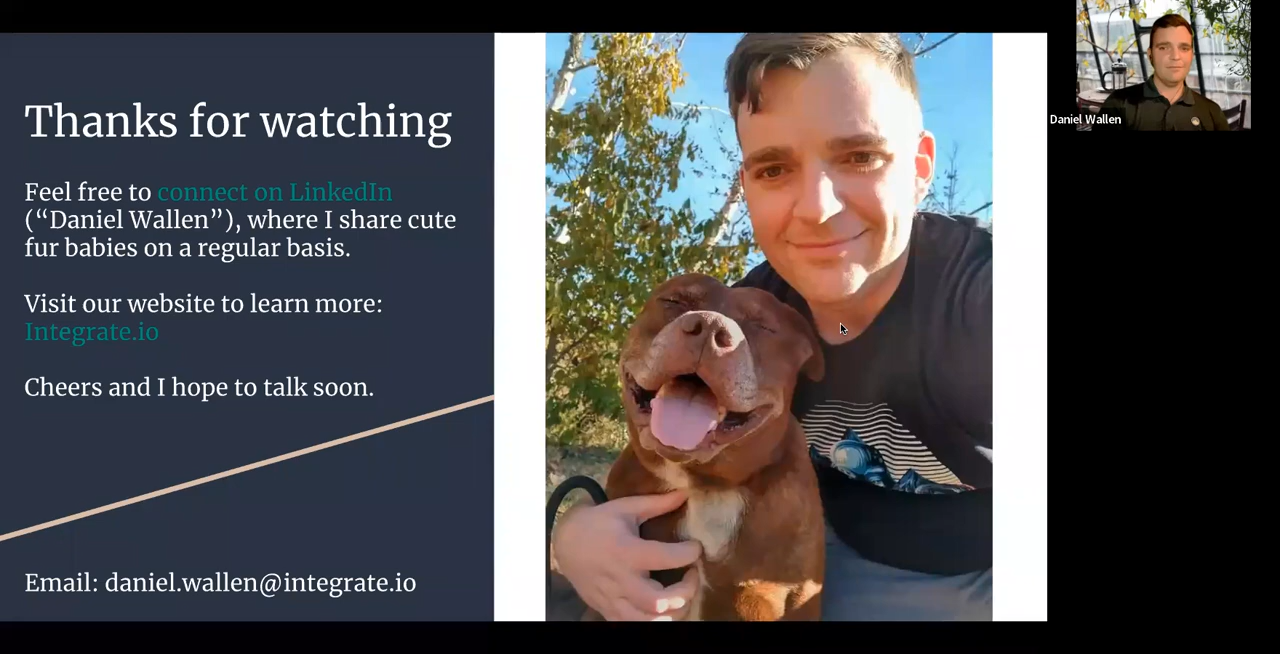 Thanks for watching
Feel free to connect on LinkedIn
(“Daniel Wallen”), where I share cute
fur babies on a regular basis.
Visit our website to learn more:
Integrate.io
Cheers and I hope to talk soon.
Email: daniel.wallen@integrate.io
Daniel Wallen